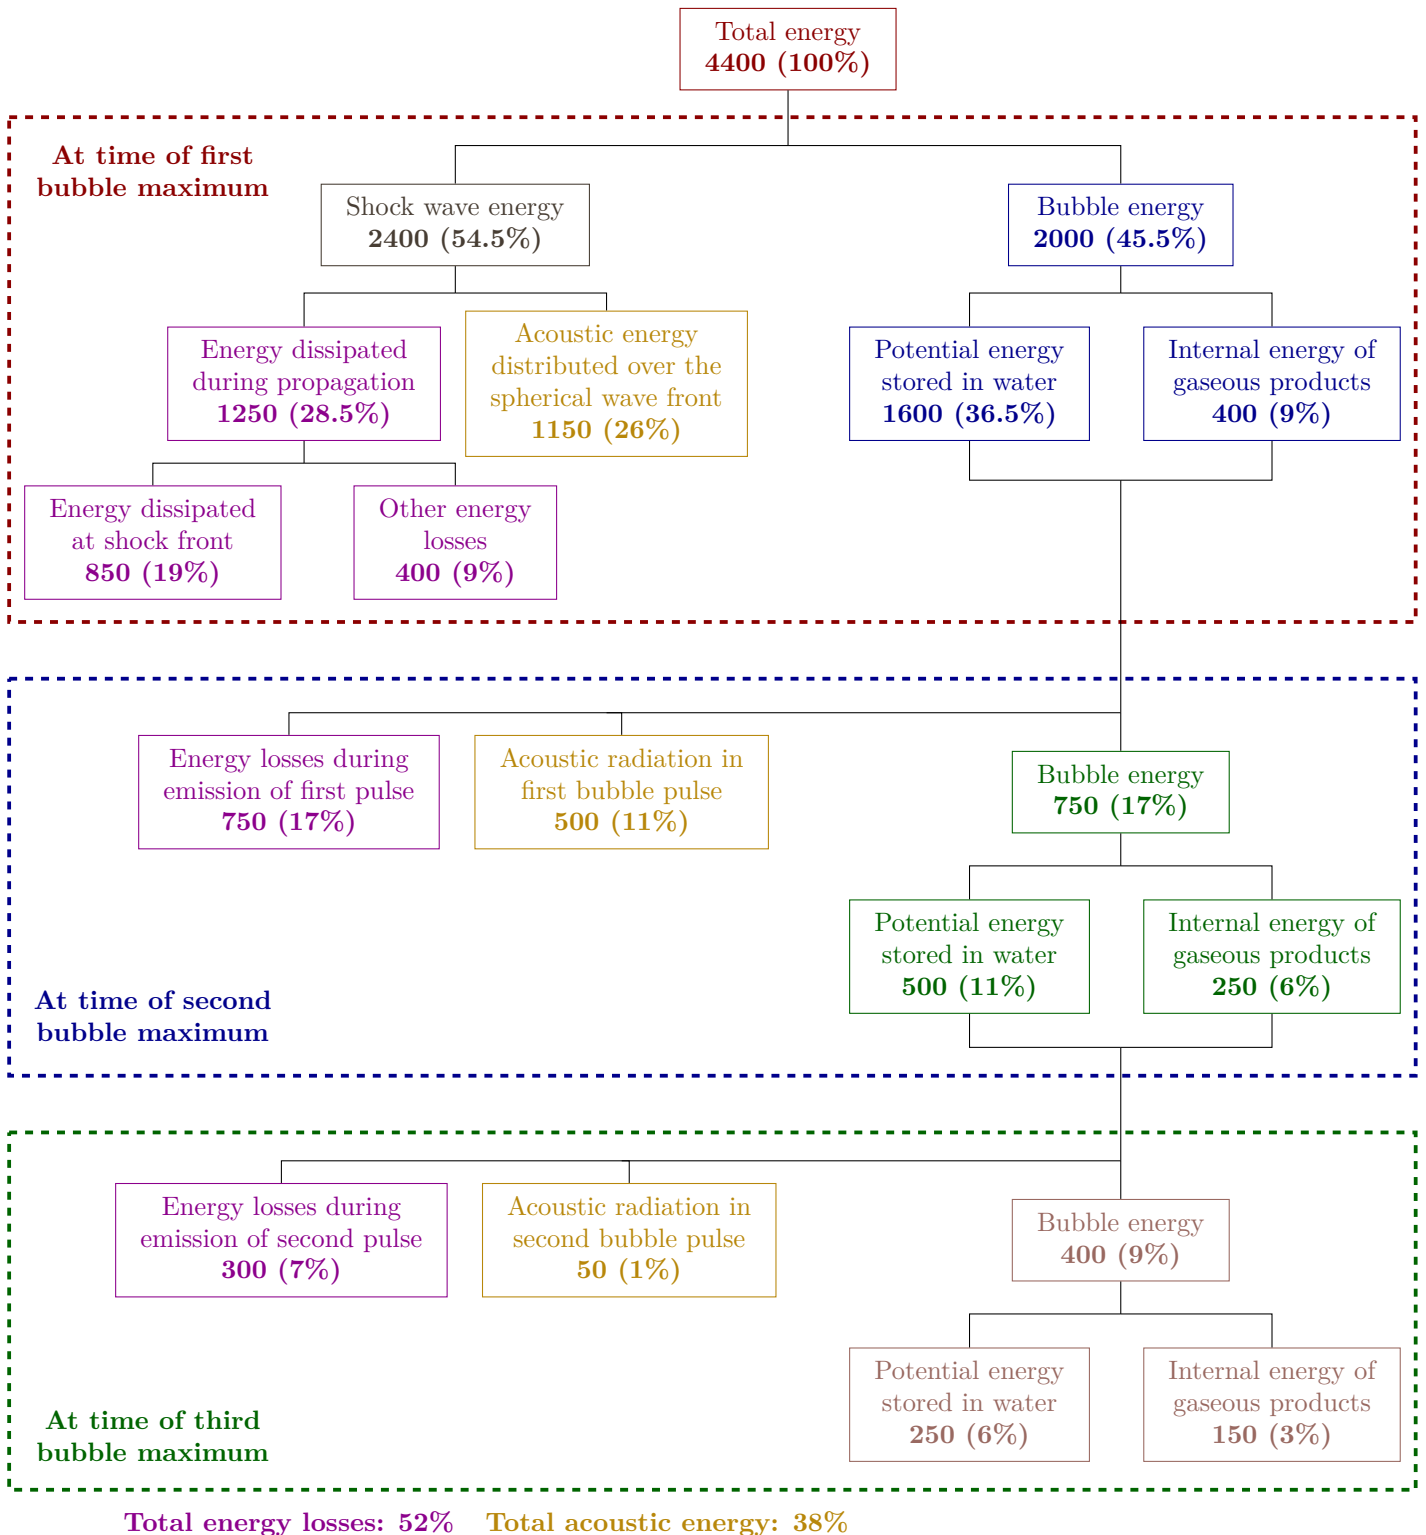 Total energy
4400 (100%)
At time of first
bubble maximum
Shock wave energy
2400 (54.5%)
Bubble energy
2000 (45.5%)
Energy dissipated
during propagation
1250 (28.5%)
Acoustic energy
distributed over the
spherical wave front
1150 (26%)
Potential energy
stored in water
1600 (36.5%)
Internal energy of
gaseous products
400 (9%)
Energy dissipated
at shock front
850 (19%)
Other energy
losses
400 (9%)
Energy losses during
emission of first pulse
750 (17%)
Acoustic radiation in
first bubble pulse
500 (11%)
Bubble energy
750 (17%)
Potential energy
stored in water
500 (11%)
Internal energy of
gaseous products
250 (6%)
At time of second
bubble maximum
Energy losses during
emission of second pulse
300 (7%)
Acoustic radiation in
second bubble pulse
50 (1%)
Bubble energy
400 (9%)
Potential energy
stored in water
250 (6%)
Internal energy of
gaseous products
150 (3%)
At time of third
bubble maximum
Total energy losses: 52% Total acoustic energy: 38%